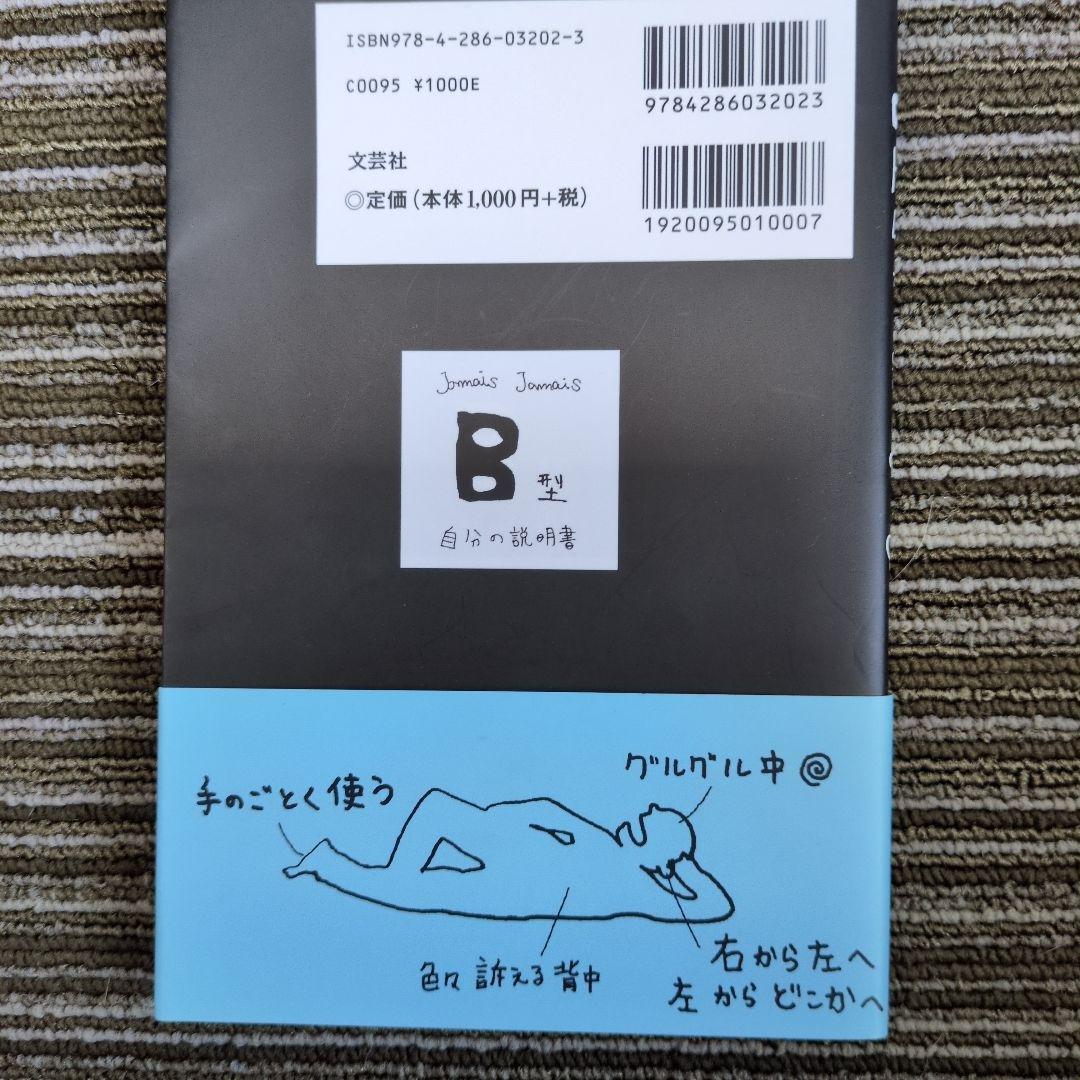 ISBN978-4-286-03202-3
C0095 ¥1000E
9784286032023
文芸社
◎定価(本体1,000円+税)
1920095010007
Jamais Jamais
B型
自分の説明書
グルグル中
手のごとく使う
色々訴える背中
右から左へ
左からどこかへ